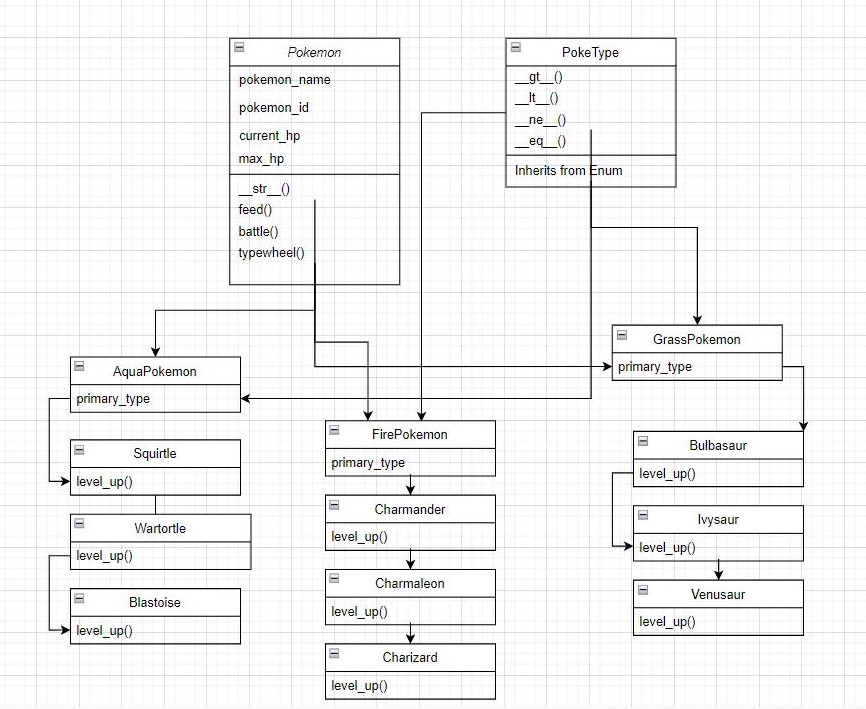 Pokemon
pokemon_name
pokemon_id
current_hp
max_hp
__str__()
feed()
battle()
typewheel()
PokeType
__gt__()
__lt__()
__ne__()
__eq__()
Inherits from Enum
AquaPokemon
primary_type
Squirtle
level_up()
Wartortle
level_up()
Blastoise
level_up()
FirePokemon
primary_type
Charmander
level_up()
Charmaleon
level_up()
Charizard
level_up()
GrassPokemon
primary_type
Bulbasaur
level_up()
Ivysaur
level_up()
Venusaur
level_up()